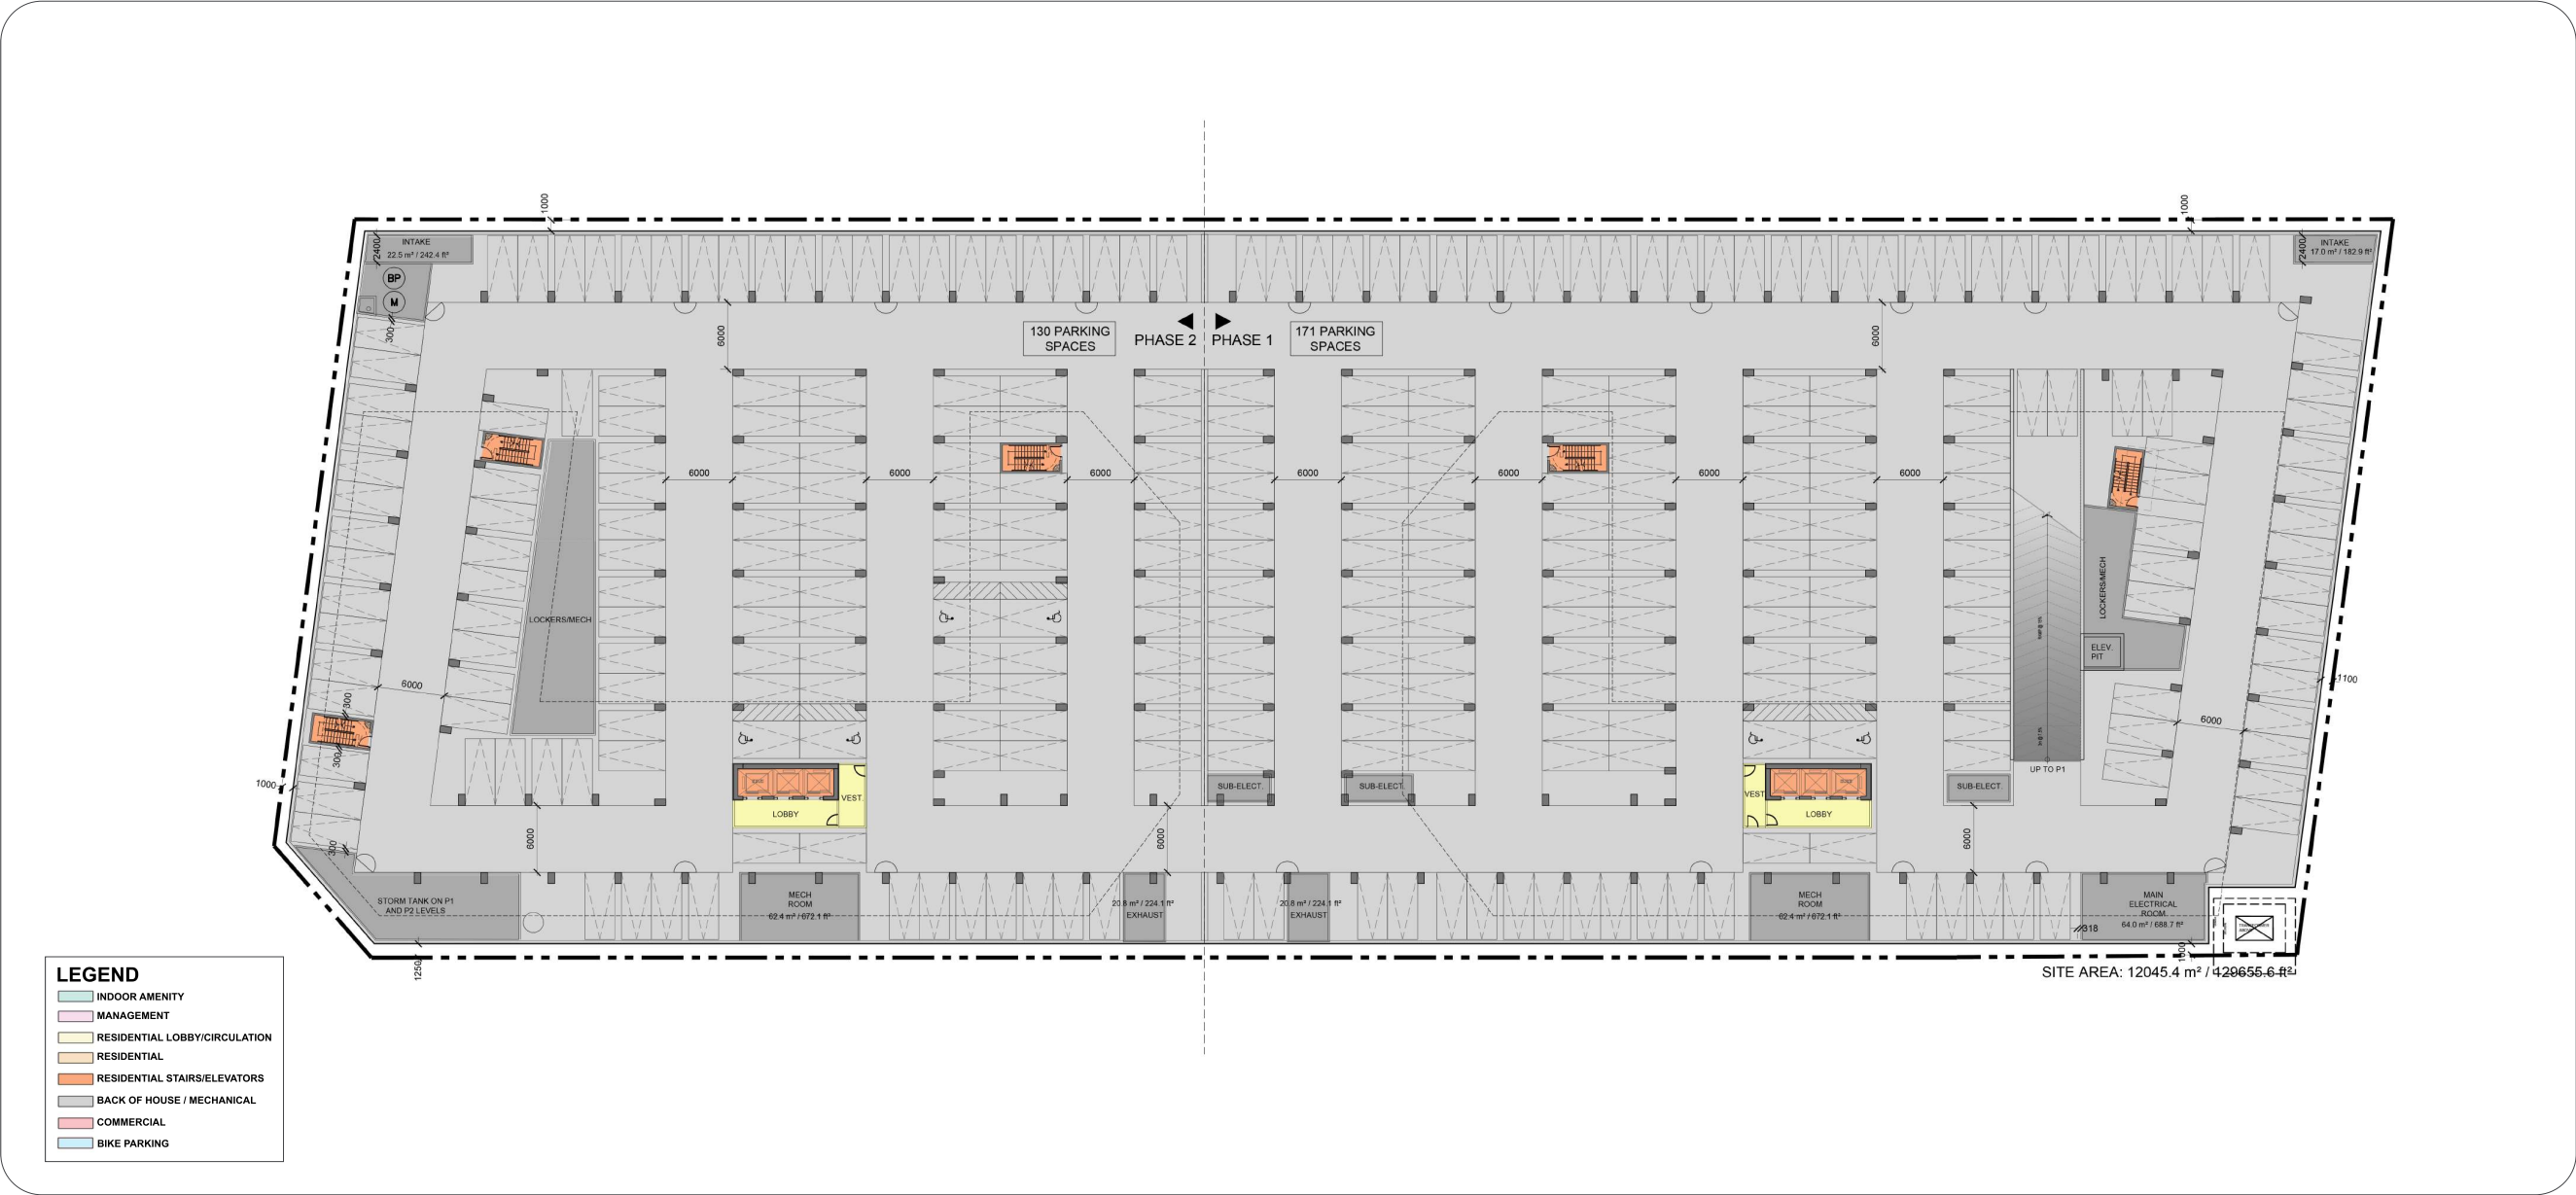 1000
1000
INTAKE
22.5 m² / 242.4 ft²
2400
BP
M
300
INTAKE
17.0 m² / 182.9 ft²
2400
130 PARKING
SPACES
PHASE 2
PHASE 1
171 PARKING
SPACES
6000
6000
6000
6000
6000
6000
6000
6000
6000
LOCKERS/MECH
LOCKERS/MECH
ELEV.
PIT
6000
300
300
1000
300
6000
1100
UP TO P1
VEST.
LOBBY
SUB-ELECT.
SUB-ELECT.
VEST
LOBBY
SUB-ELECT.
6000
6000
6000
STORM TANK ON P1
AND P2 LEVELS
MECH
ROOM
62.4 m² / 672.1 ft²
20.8 m² / 224.1 ft²
EXHAUST
20.8 m² / 224.1 ft²
EXHAUST
MECH
ROOM
62.4 m² / 672.1 ft²
MAIN
ELECTRICAL
ROOM
64.0 m² / 688.7 ft²
318
1250
1000
SITE AREA: 12045.4 m² / 129655.6 ft²
LEGEND
INDOOR AMENITY
MANAGEMENT
RESIDENTIAL LOBBY/CIRCULATION
RESIDENTIAL
RESIDENTIAL STAIRS/ELEVATORS
BACK OF HOUSE / MECHANICAL
COMMERCIAL
BIKE PARKING